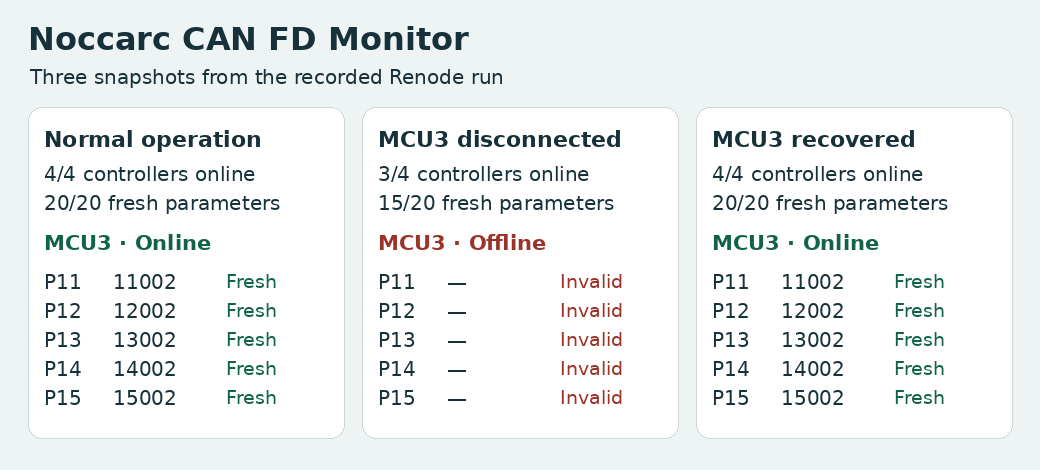 Noccarc CAN FD Monitor
Three snapshots from the recorded Renode run
Normal operation
4/4 controllers online
20/20 fresh parameters
MCU3 · Online
P11 11002 Fresh
P12 12002 Fresh
P13 13002 Fresh
P14 14002 Fresh
P15 15002 Fresh
MCU3 disconnected
3/4 controllers online
15/20 fresh parameters
MCU3 · Offline
P11 — Invalid
P12 — Invalid
P13 — Invalid
P14 — Invalid
P15 — Invalid
MCU3 recovered
4/4 controllers online
20/20 fresh parameters
MCU3 · Online
P11 11002 Fresh
P12 12002 Fresh
P13 13002 Fresh
P14 14002 Fresh
P15 15002 Fresh